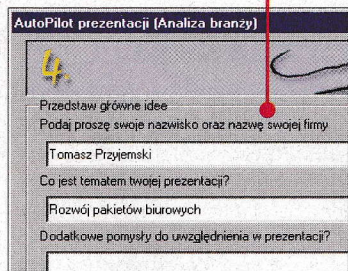 AutoPilot prezentacji (Analiza branży)
4.
Przedstaw główne idee
Podaj proszę swoje nazwisko oraz nazwę swojej firmy
Tomasz Przyjemski
Co jest tematem twojej prezentacji?
Rozwój pakietów biurowych
Dodatkowe pomysły do uwzględnienia w prezentacji?